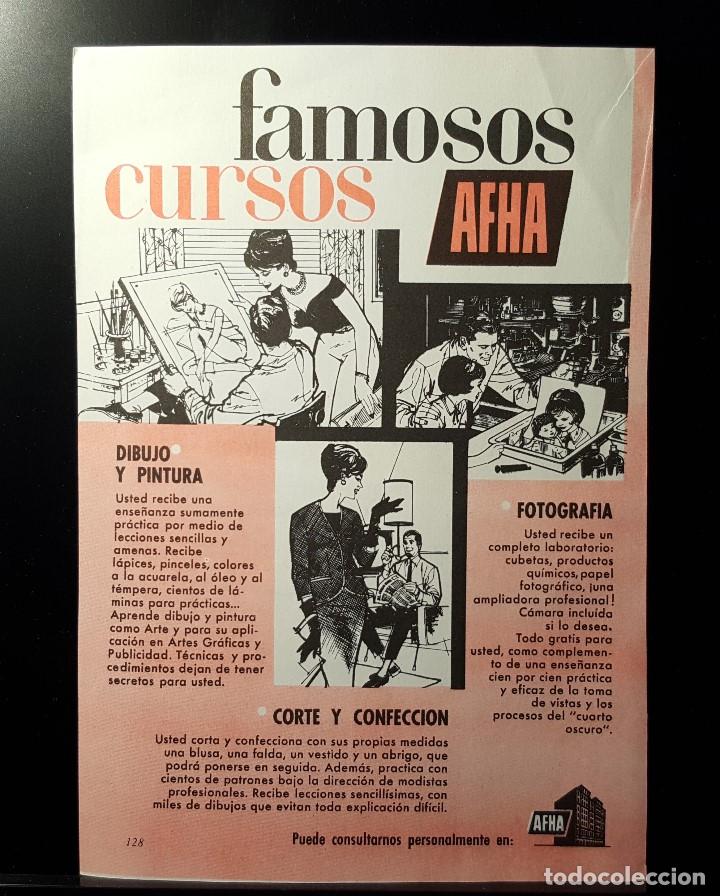 famosos
cursos
AFHA
DIBUJO
Y PINTURA
Usted recibe una
enseñanza sumamente
práctica por medio de
lecciones sencillas y
amenas. Recibe
lápices, pinceles, colores
a la acuarela, al óleo y al
témpera, cientos de lá-
minas para prácticas...
Aprende dibujo y pintura
como Arte y para su apli-
cación en Artes Gráficas y
Publicidad. Técnicas y pro-
cedimientos dejan de tener
secretos para usted.
FOTOGRAFIA
Usted recibe un
completo laboratorio:
cubetas, productos
químicos, papel
fotográfico, ¡una
ampliadora profesional!
Cámara incluida
si lo desea.
Todo gratis para
usted, como complemen-
to de una enseñanza
cien por cien práctica
y eficaz de la toma
de vistas y los
procesos del "cuarto
oscuro".
CORTE Y CONFECCION
Usted corta y confecciona con sus propias medidas
una blusa, una falda, un vestido y un abrigo, que
podrá ponerse en seguida. Además, practica con
cientos de patrones bajo la dirección de modistas
profesionales. Recibe lecciones sencillísimas, con
miles de dibujos que evitan toda explicación difícil.
AFHA
128
Puede consultarnos personalmente en:
todocoleccion